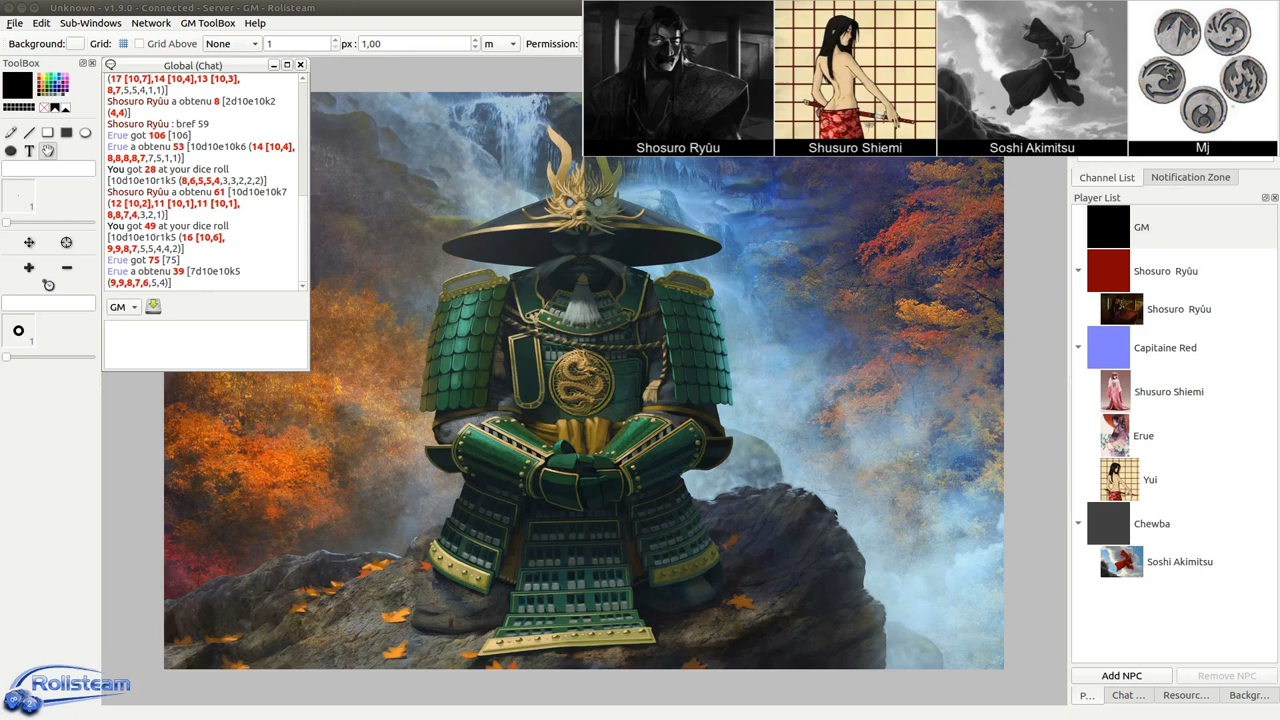 Unknown - v1.9.0 - Connected - Server - GM - Rolisteam
File Edit Sub-Windows Network GM ToolBox Help
Background: Grid: Grid Above None 1 px : 1,00 m Permission:
ToolBox
Global (Chat)
(17 [10,7],14 [10,4],13 [10,3],
8,7,5,5,4,1,1)]
Shosuro Ryûu a obtenu 8 [2d10e10k2
(4,4)]
Shosuro Ryûu : bref 59
Erue got 106 [106]
Erue a obtenu 53 [10d10e10k6 (14 [10,4],
8,8,8,8,7,7,5,1,1)]
You got 28 at your dice roll
[10d10e10r1k5 (8,6,5,5,4,3,3,2,2,2)]
Shosuro Ryûu a obtenu 61 [10d10e10k7
(12 [10,2],11 [10,1],11 [10,1],
8,8,7,4,3,2,1)]
You got 49 at your dice roll
[10d10e10r1k5 (16 [10,6],
9,9,8,7,5,5,4,4,2)]
Erue got 75 [75]
Erue a obtenu 39 [7d10e10k5
(9,9,8,7,6,5,4)]
GM
1
1
Shosuro Ryûu
Shusuro Shiemi
Soshi Akimitsu
Mj
Channel List Notification Zone
Player List
GM
Shosuro Ryûu
Shosuro Ryûu
Capitaine Red
Shusuro Shiemi
Erue
Yui
Chewba
Soshi Akimitsu
Add NPC Remove NPC
P... Chat ... Resourc... Backgr...
Rolisteam